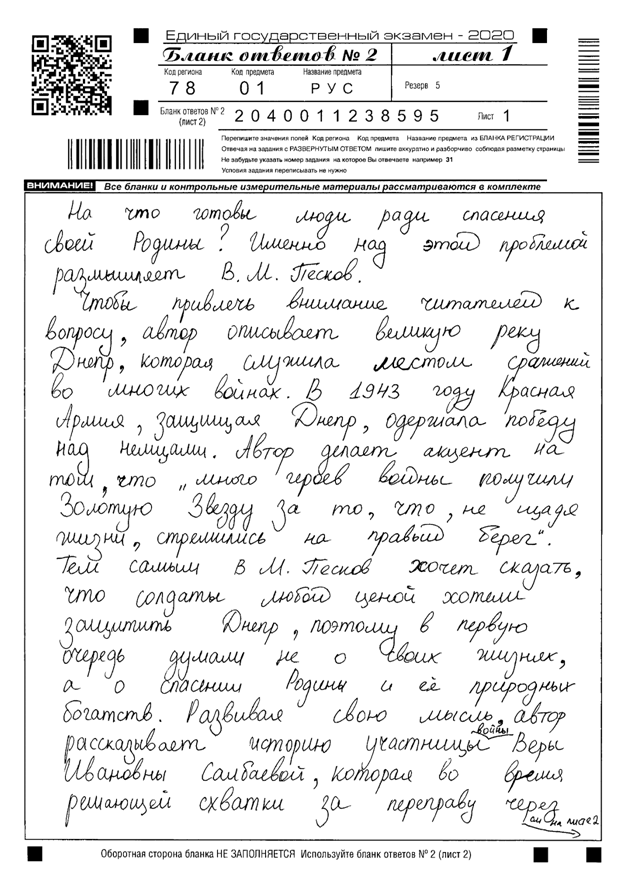 Единый государственный экзамен - 2020
Бланк ответов № 2 лист 1
Код региона Код предмета Название предмета
78 01 РУС Резерв 5
Бланк ответов № 2 (лист 2) 2040011238595 Лист 1
Перепишите значения полей Код региона Код предмета Название предмета из БЛАНКА РЕГИСТРАЦИИ
Отвечая на задания с РАЗВЕРНУТЫМ ОТВЕТОМ пишите аккуратно и разборчиво соблюдая разметку страницы
Не забудьте указать номер задания на которое Вы отвечаете например 31
Условия задания переписывать не нужно
ВНИМАНИЕ! Все бланки и контрольные измерительные материалы рассматриваются в комплекте
На что готовы люди ради спасения
своей Родины? Именно над этой проблемой
размышляет В. М. Песков.
Чтобы привлечь внимание читателей к
вопросу, автор описывает великую реку
Днепр, которая служила местом сражений
во многих войнах. В 1943 году Красная
Армия, защищая Днепр, одержала победу
над немцами. Автор делает акцент на
том, что „много героев войны получили
Золотую Звезду за то, что, не щадя
жизни, стремились на правый берег“.
Тем самым В М. Песков хочет сказать,
что солдаты любой ценой хотели
защитить Днепр, поэтому в первую
очередь думали не о своих жизнях,
а о спасении Родины и её природных
богатств. Развивая свою мысль, автор
рассказывает историю участницы войны Веры
Ивановны Салбаевой, которая во время
решающей схватки за переправу через
см на листе 2
Оборотная сторона бланка НЕ ЗАПОЛНЯЕТСЯ Используйте бланк ответов № 2 (лист 2)